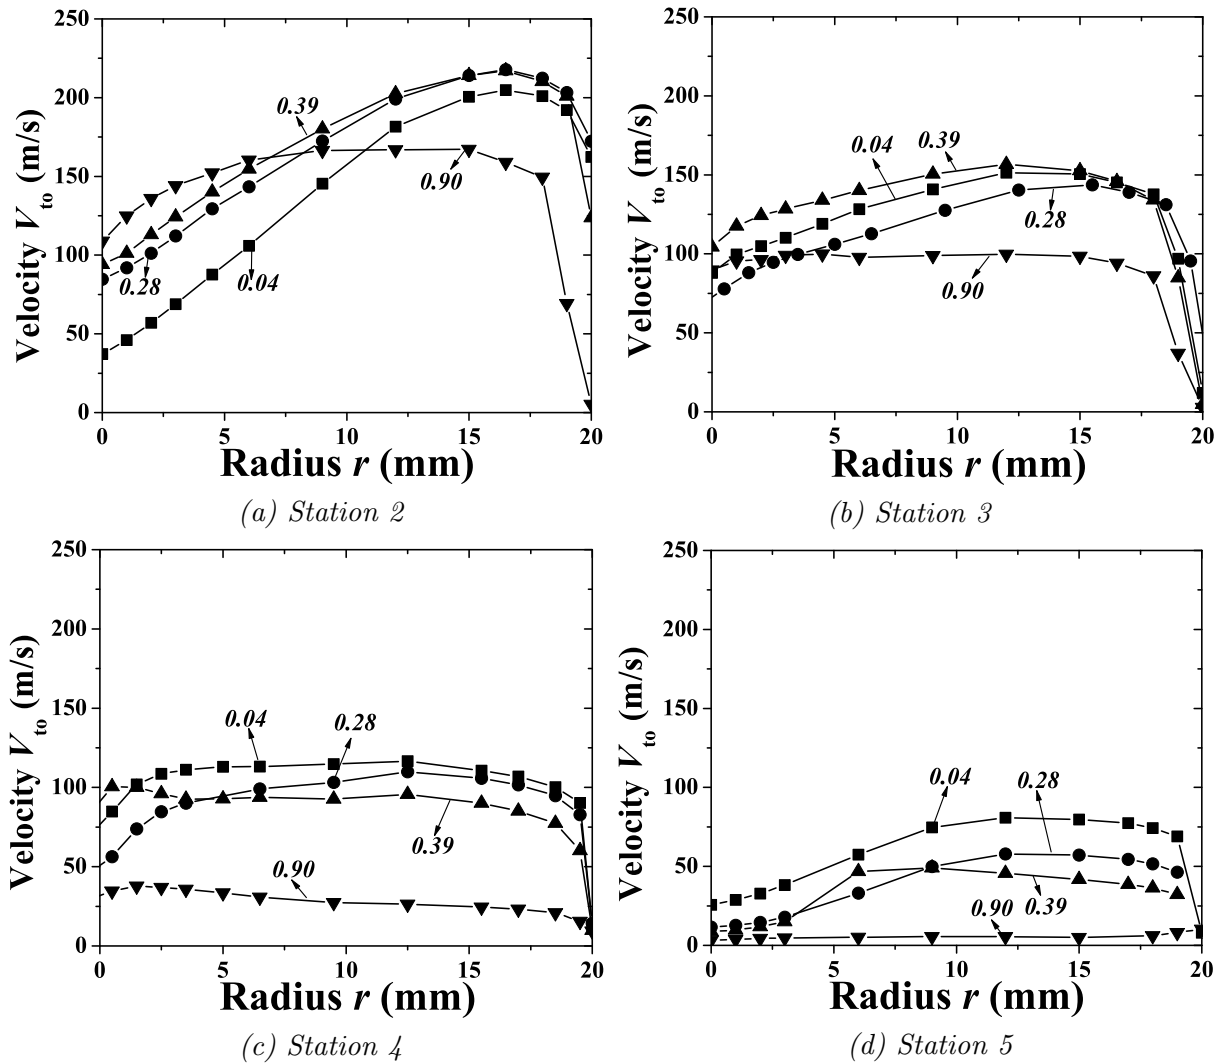 250
200
150
100
50
0
Velocity V_to (m/s)
0.39
0.90
0.28
0.04
0 5 10 15 20
Radius r (mm)
(a) Station 2
250
200
150
100
50
0
Velocity V_to (m/s)
0.39
0.04
0.28
0.90
0 5 10 15 20
Radius r (mm)
(b) Station 3
250
200
150
100
50
0
Velocity V_to (m/s)
0.04
0.28
0.39
0.90
0 5 10 15 20
Radius r (mm)
(c) Station 4
250
200
150
100
50
0
Velocity V_to (m/s)
0.04
0.28
0.90
0.39
0 5 10 15 20
Radius r (mm)
(d) Station 5